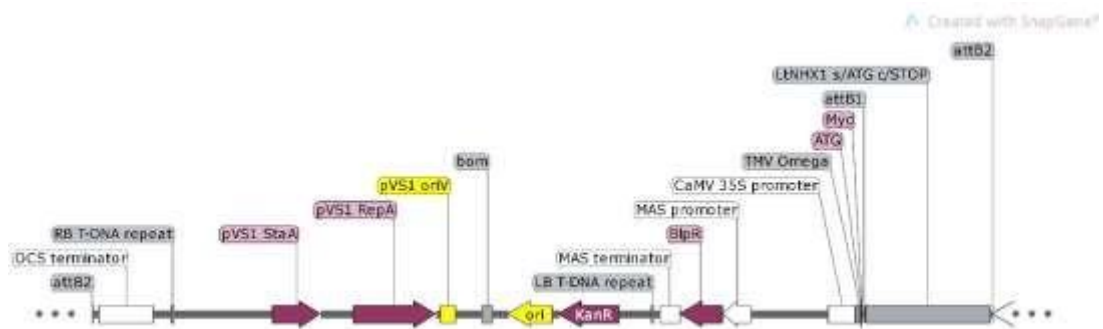 Created with SnapGene®
attB2
LtNHX1 s/ATG c/STOP
attB1
Myc
ATG
TMV Omega
bom
CaMV 35S promoter
pVS1 oriV
MAS promoter
pVS1 RepA
BlpR
RB T-DNA repeat
pVS1 StaA
OCS terminator
MAS terminator
attB2
LB T-DNA repeat
ori
KanR